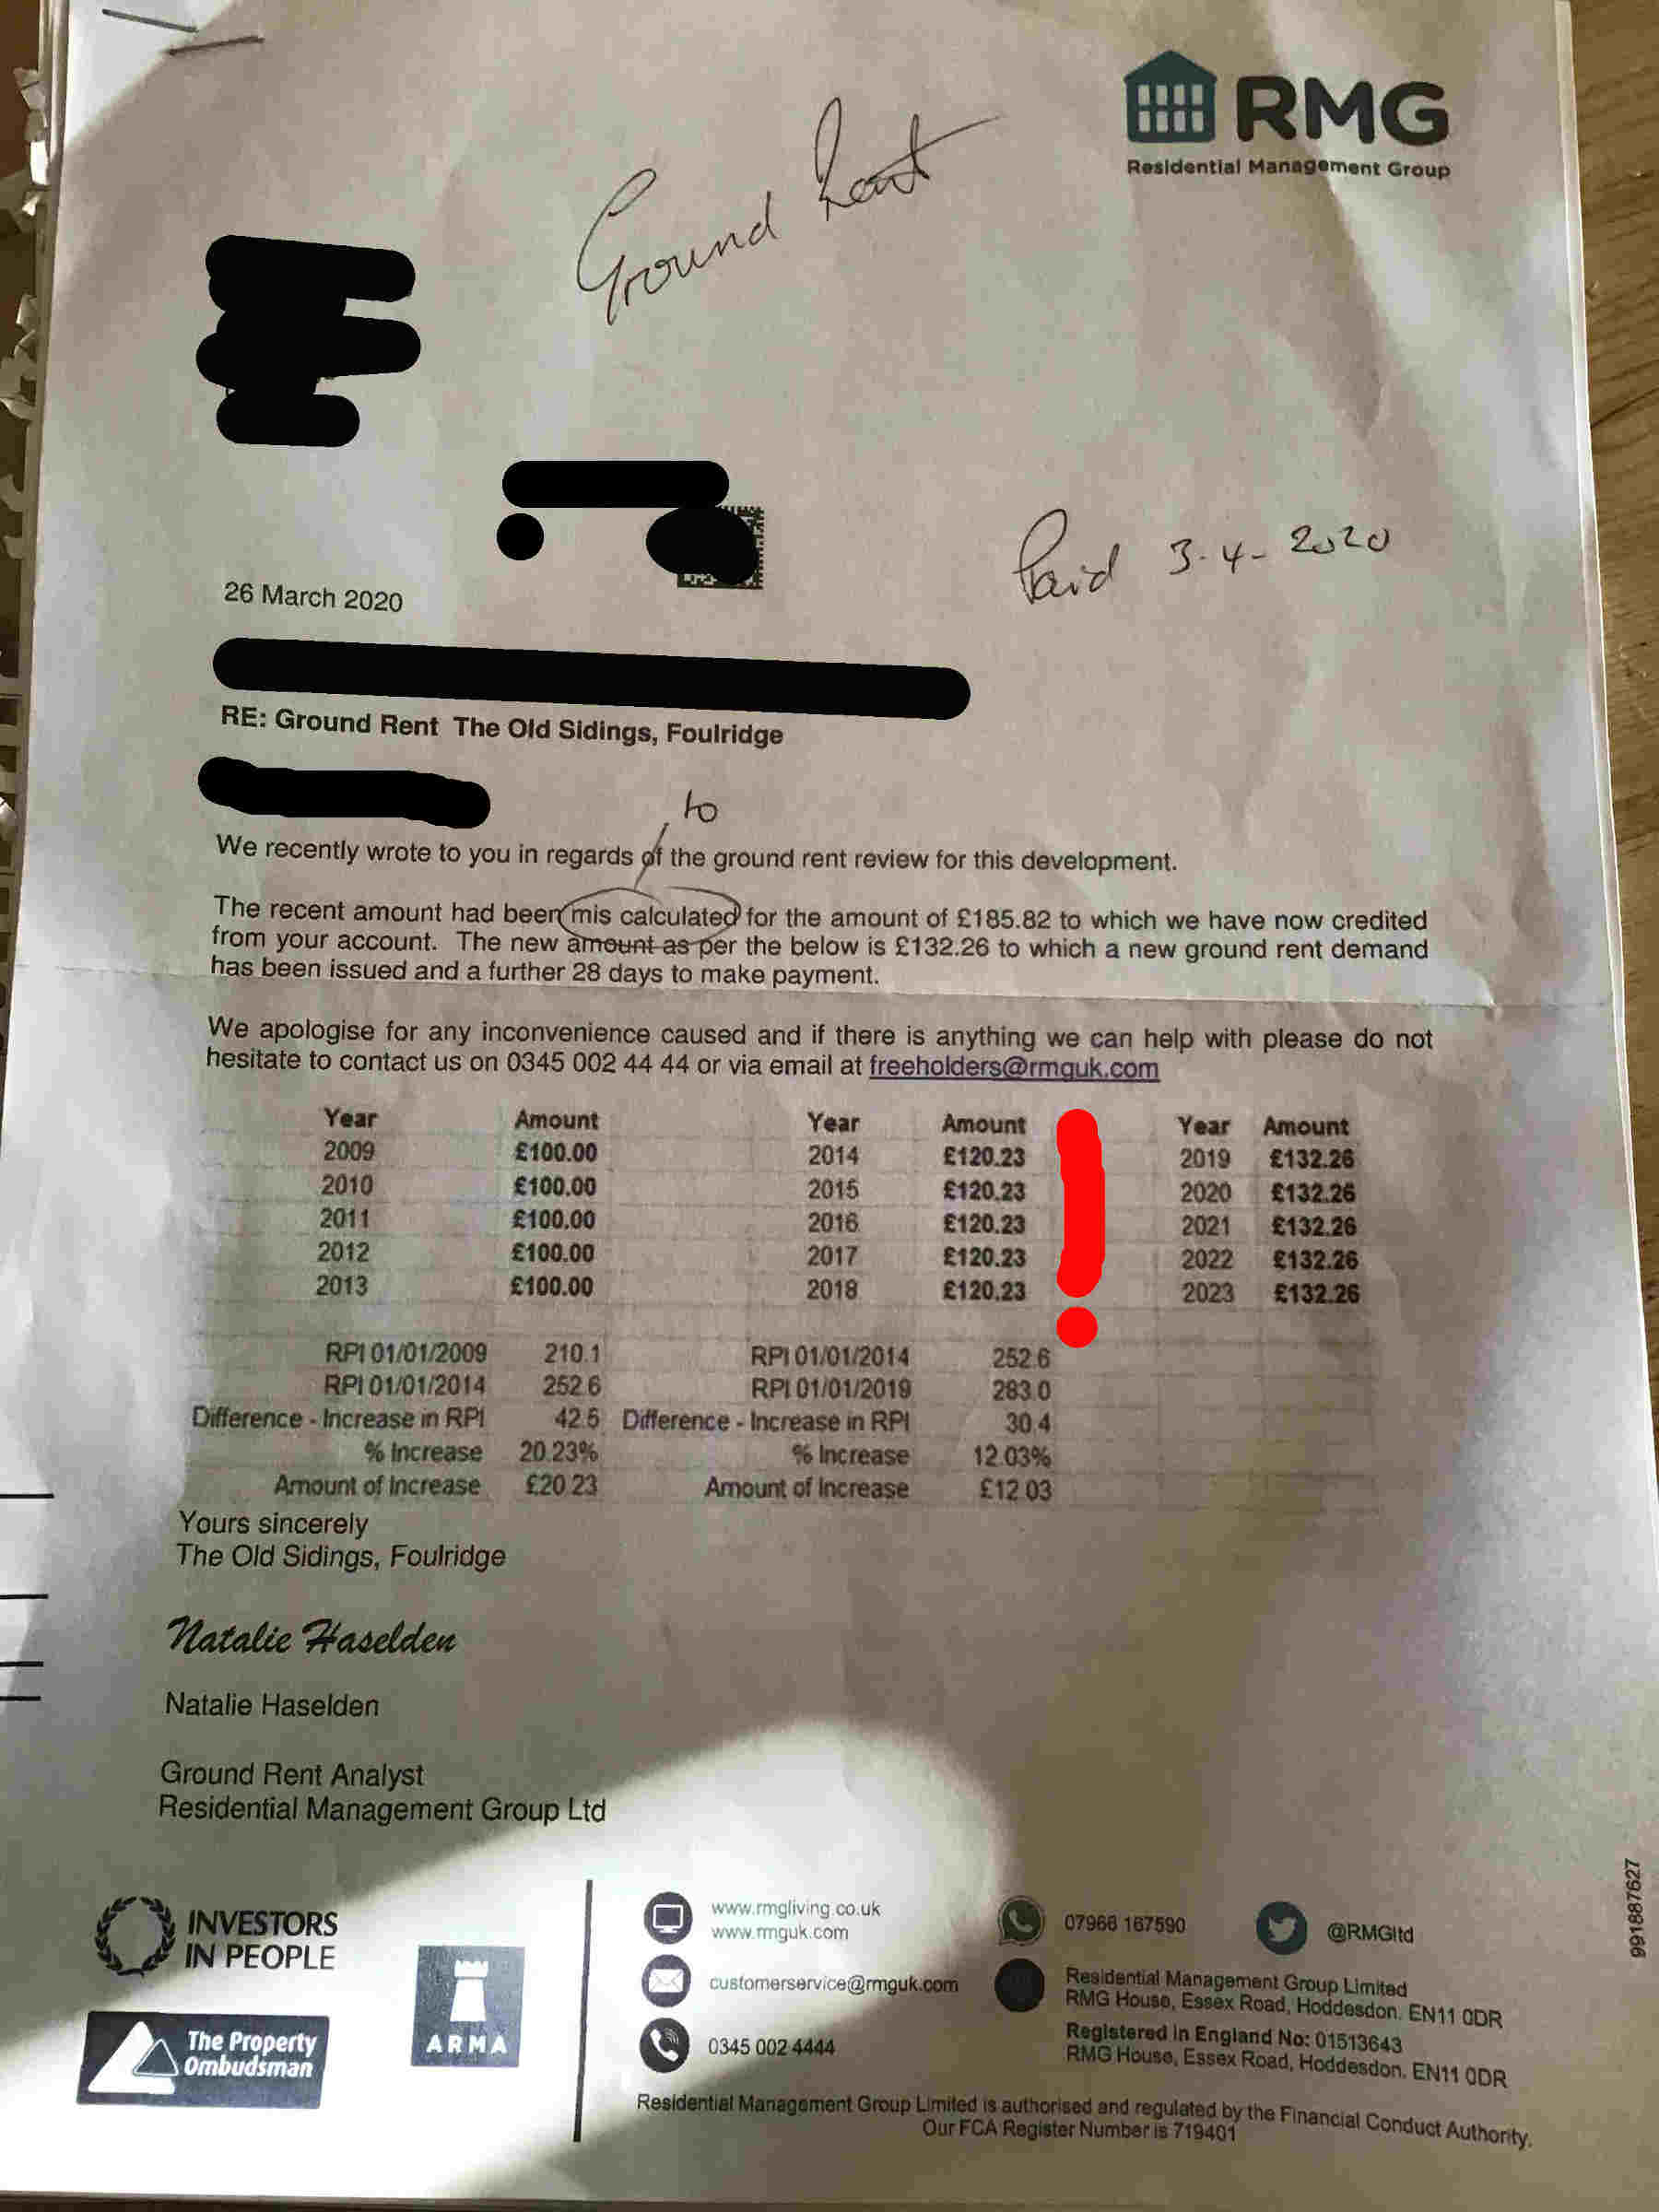 RMG
Residential Management Group
Ground Rent
Paid 3-4-2020
26 March 2020
RE: Ground Rent The Old Sidings, Foulridge
to
We recently wrote to you in regards of the ground rent review for this development.
The recent amount had been mis calculated for the amount of £185.82 to which we have now credited
from your account. The new amount as per the below is £132.26 to which a new ground rent demand
has been issued and a further 28 days to make payment.
We apologise for any inconvenience caused and if there is anything we can help with please do not
hesitate to contact us on 0345 002 44 44 or via email at freeholders@rmguk.com
Year Amount Year Amount Year Amount
2009 £100.00 2014 £120.23 2019 £132.26
2010 £100.00 2015 £120.23 2020 £132.26
2011 £100.00 2016 £120.23 2021 £132.26
2012 £100.00 2017 £120.23 2022 £132.26
2013 £100.00 2018 £120.23 2023 £132.26
RPI 01/01/2009 210.1 RPI 01/01/2014 252.6
RPI 01/01/2014 252.6 RPI 01/01/2019 283.0
Difference - Increase in RPI 42.5 Difference - Increase in RPI 30.4
% Increase 20.23% % Increase 12.03%
Amount of Increase £20.23 Amount of Increase £12.03
Yours sincerely
The Old Sidings, Foulridge
Natalie Haselden
Natalie Haselden
Ground Rent Analyst
Residential Management Group Ltd
INVESTORS
IN PEOPLE
The Property
Ombudsman
ARMA
www.rmgliving.co.uk
www.rmguk.com
customerservice@rmguk.com
0345 002 4444
07966 167590
@RMGltd
Residential Management Group Limited
RMG House, Essex Road, Hoddesdon. EN11 0DR
Registered in England No: 01513643
RMG House, Essex Road, Hoddesdon. EN11 0DR
Residential Management Group Limited is authorised and regulated by the Financial Conduct Authority.
Our FCA Register Number is 719401
991887627